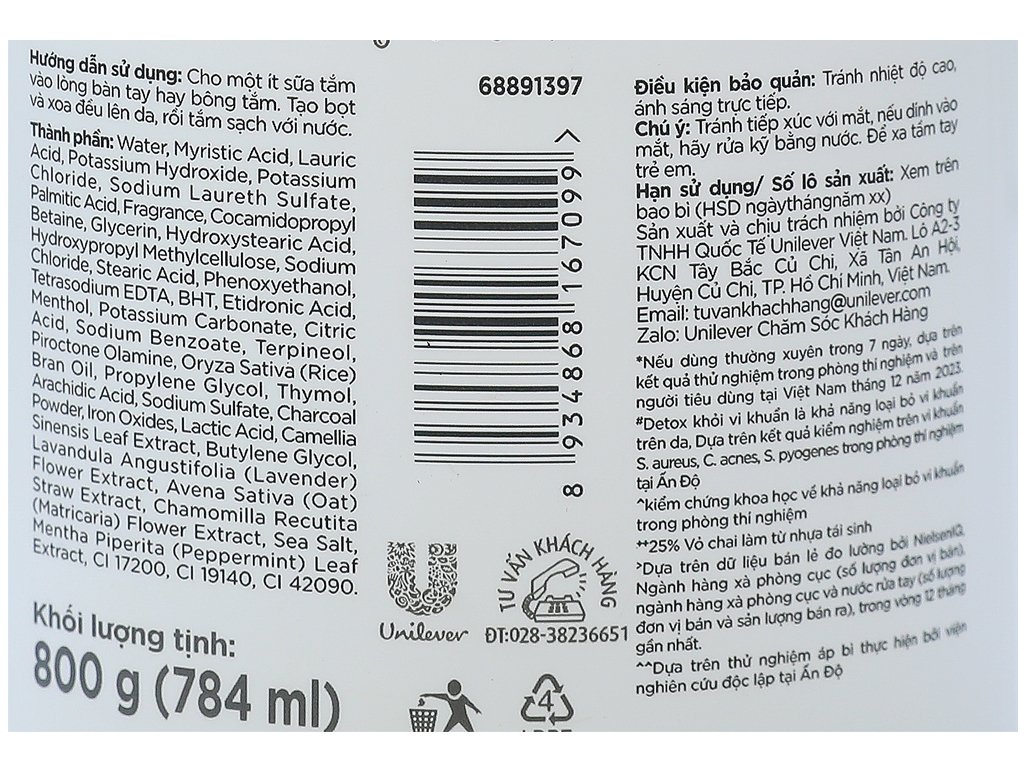 Hướng dẫn sử dụng: Cho một ít sữa tắm
vào lòng bàn tay hay bông tắm. Tạo bọt
và xoa đều lên da, rồi tắm sạch với nước.
Thành phần: Water, Myristic Acid, Lauric
Acid, Potassium Hydroxide, Potassium
Chloride, Sodium Laureth Sulfate,
Palmitic Acid, Fragrance, Cocamidopropyl
Betaine, Glycerin, Hydroxystearic Acid,
Hydroxypropyl Methylcellulose, Sodium
Chloride, Stearic Acid, Phenoxyethanol,
Tetrasodium EDTA, BHT, Etidronic Acid,
Menthol, Potassium Carbonate, Citric
Acid, Sodium Benzoate, Terpineol,
Piroctone Olamine, Oryza Sativa (Rice)
Bran Oil, Propylene Glycol, Thymol,
Arachidic Acid, Sodium Sulfate, Charcoal
Powder, Iron Oxides, Lactic Acid, Camellia
Sinensis Leaf Extract, Butylene Glycol,
Lavandula Angustifolia (Lavender)
Flower Extract, Avena Sativa (Oat)
Straw Extract, Chamomilla Recutita
(Matricaria) Flower Extract, Sea Salt,
Mentha Piperita (Peppermint) Leaf
Extract, CI 17200, CI 19140, CI 42090.
Khối lượng tịnh:
800 g (784 ml)
68891397
8 934868 167099 >
Unilever
TƯ VẤN KHÁCH HÀNG
ĐT:028-38236651
4
Điều kiện bảo quản: Tránh nhiệt độ cao,
ánh sáng trực tiếp.
Chú ý: Tránh tiếp xúc với mắt, nếu dính vào
mắt, hãy rửa kỹ bằng nước. Để xa tầm tay
trẻ em.
Hạn sử dụng/ Số lô sản xuất: Xem trên
bao bì (HSD ngàythángnăm xx)
Sản xuất và chịu trách nhiệm bởi Công ty
TNHH Quốc Tế Unilever Việt Nam. Lô A2-3
KCN Tây Bắc Củ Chi, Xã Tân An Hội,
Huyện Củ Chi, TP. Hồ Chí Minh, Việt Nam.
Email: tuvankhachhang@unilever.com
Zalo: Unilever Chăm Sóc Khách Hàng
*Nếu dùng thường xuyên trong 7 ngày, dựa trên
kết quả thử nghiệm trong phòng thí nghiệm và trên
người tiêu dùng tại Việt Nam tháng 12 năm 2023.
#Detox khỏi vi khuẩn là khả năng loại bỏ vi khuẩn
trên da, Dựa trên kết quả kiểm nghiệm trên vi khuẩn
S. aureus, C. acnes, S. pyogenes trong phòng thí nghiệm
tại Ấn Độ
^kiểm chứng khoa học về khả năng loại bỏ vi khuẩn
trong phòng thí nghiệm
**25% Vỏ chai làm từ nhựa tái sinh
>Dựa trên dữ liệu bán lẻ đo lường bởi NielsenIQ,
Ngành hàng xà phòng cục (số lượng đơn vị bán),
ngành hàng xà phòng cục và nước rửa tay (số lượng
đơn vị bán và sản lượng bán ra), trong vòng 12 tháng
gần nhất.
^^Dựa trên thử nghiệm áp bì thực hiện bởi viện
nghiên cứu độc lập tại Ấn Độ